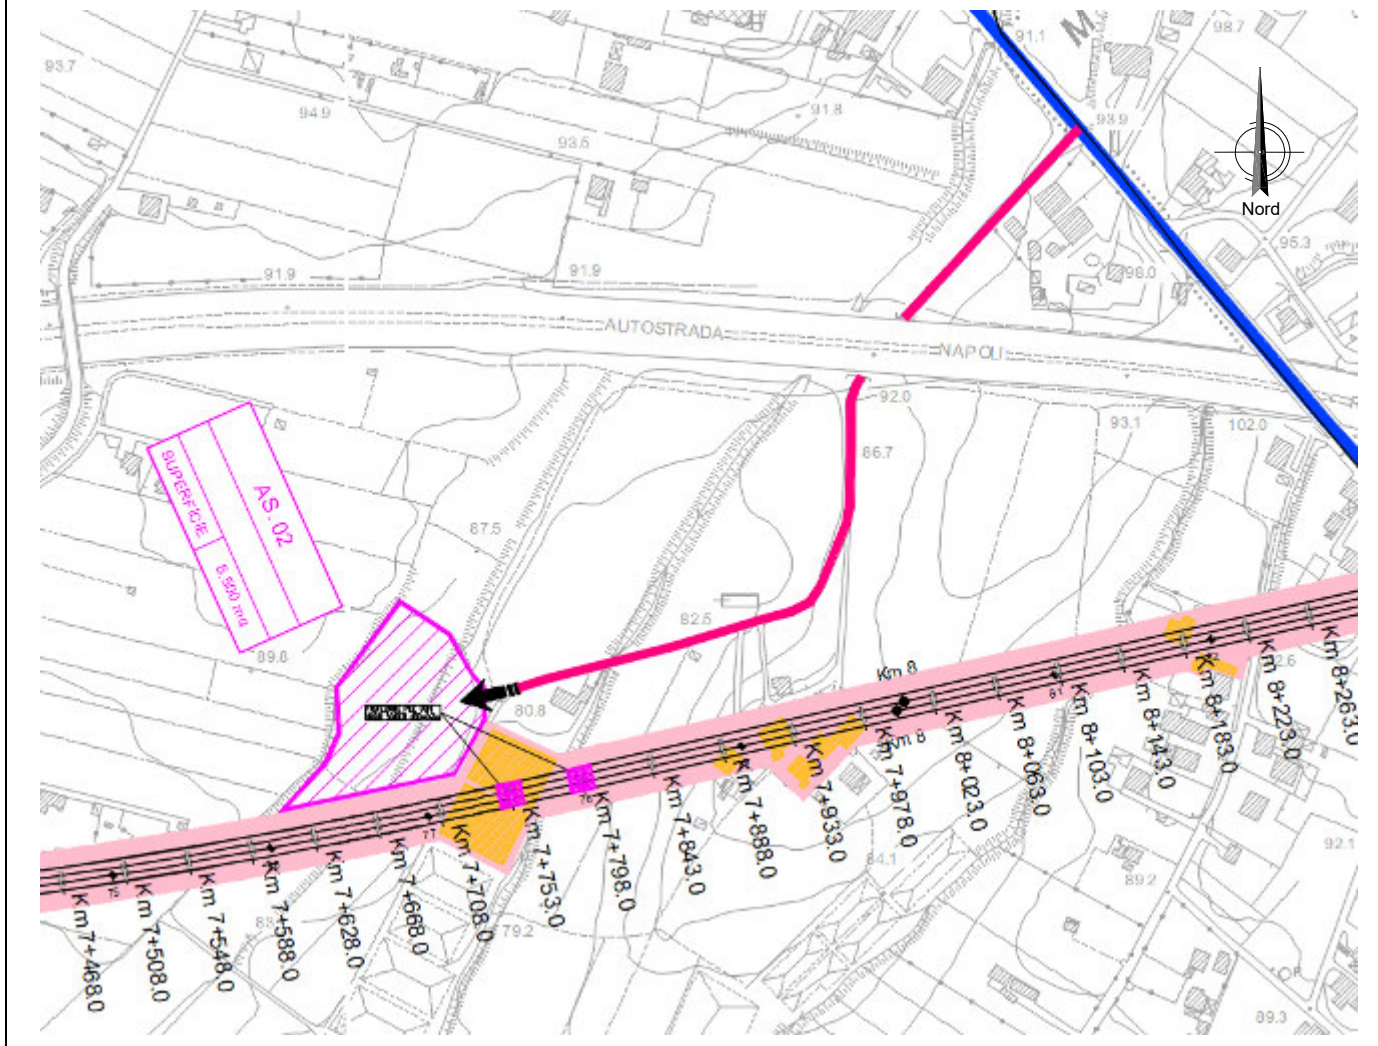 91.1
98.7
93.7
94.9
91.8
93.9
93.5
Nord
95.3
91.9
91.9
98.0
AUTOSTRADA
NAPOLI
92.0
93.1
102.0
86.7
AS. 02
SUPERFICIE
87.5
82.5
89.6
80.8
Km 8
Km 8
77
Km 7+468.0
Km 7+508.0
Km 7+548.0
Km 7+588.0
Km 7+628.0
Km 7+668.0
Km 7+708.0
Km 7+753.0
Km 7+798.0
Km 7+843.0
Km 7+888.0
Km 7+933.0
Km 7+978.0
Km 8+023.0
Km 8+063.0
Km 8+103.0
Km 8+143.0
Km 8+183.0
Km 8+223.0
Km 8+263.0
84.1
92.1
89.2
79.2
89.3